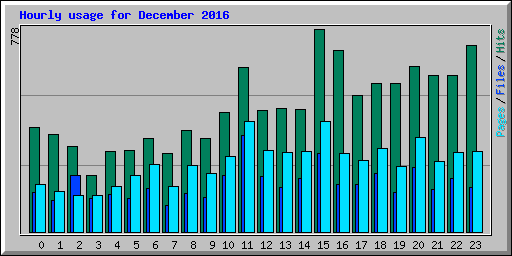 Hourly usage for December 2016
778
Pages / Files / Hits
0 1 2 3 4 5 6 7 8 9 10 11 12 13 14 15 16 17 18 19 20 21 22 23